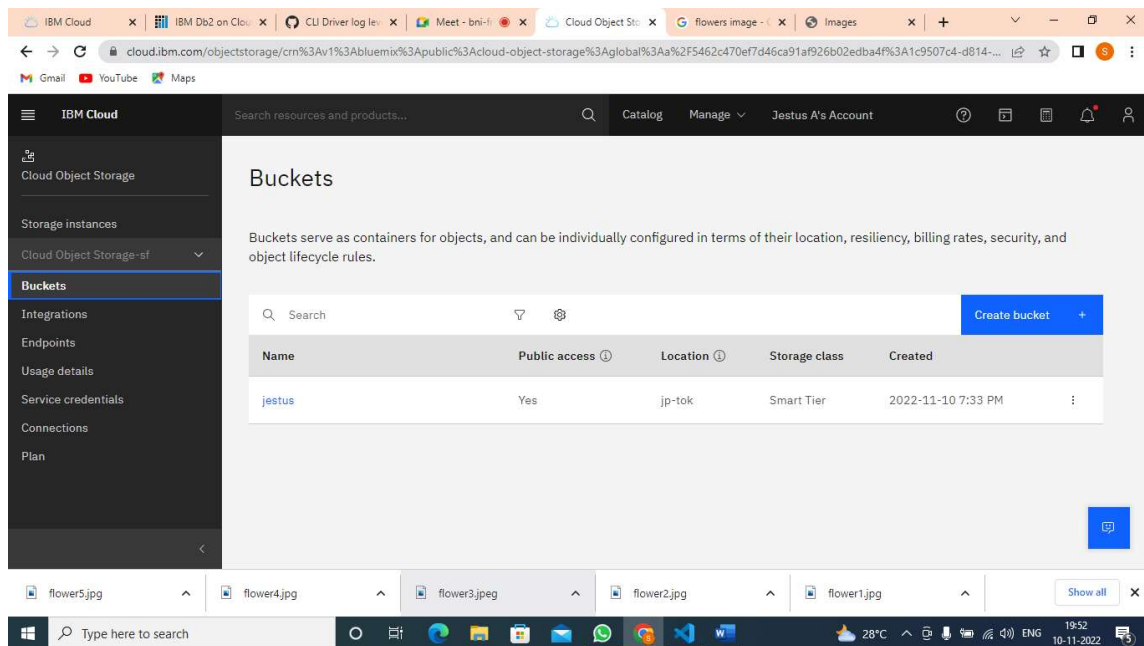 IBM Cloud
IBM Db2 on Clou
CLI Driver log lev
Meet - bni-fr
Cloud Object Sto
flowers image - G
Images
cloud.ibm.com/objectstorage/crn%3Av1%3Abluemix%3Apublic%3Acloud-object-storage%3Aglobal%3Aa%2F5462c470ef7d46ca91af926b02edba4f%3A1c9507c4-d814-...
S
Gmail
YouTube
Maps
IBM Cloud
Search resources and products...
Catalog
Manage
Jestus A's Account
Cloud Object Storage
Storage instances
Cloud Object Storage-sf
Buckets
Integrations
Endpoints
Usage details
Service credentials
Connections
Plan
Buckets
Buckets serve as containers for objects, and can be individually configured in terms of their location, resiliency, billing rates, security, and
object lifecycle rules.
Search
Create bucket +
Name Public access Location Storage class Created
jestus Yes jp-tok Smart Tier 2022-11-10 7:33 PM
flower5.jpg
flower4.jpg
flower3.jpeg
flower2.jpg
flower1.jpg
Show all
Type here to search
28°C
ENG
19:52
10-11-2022
5